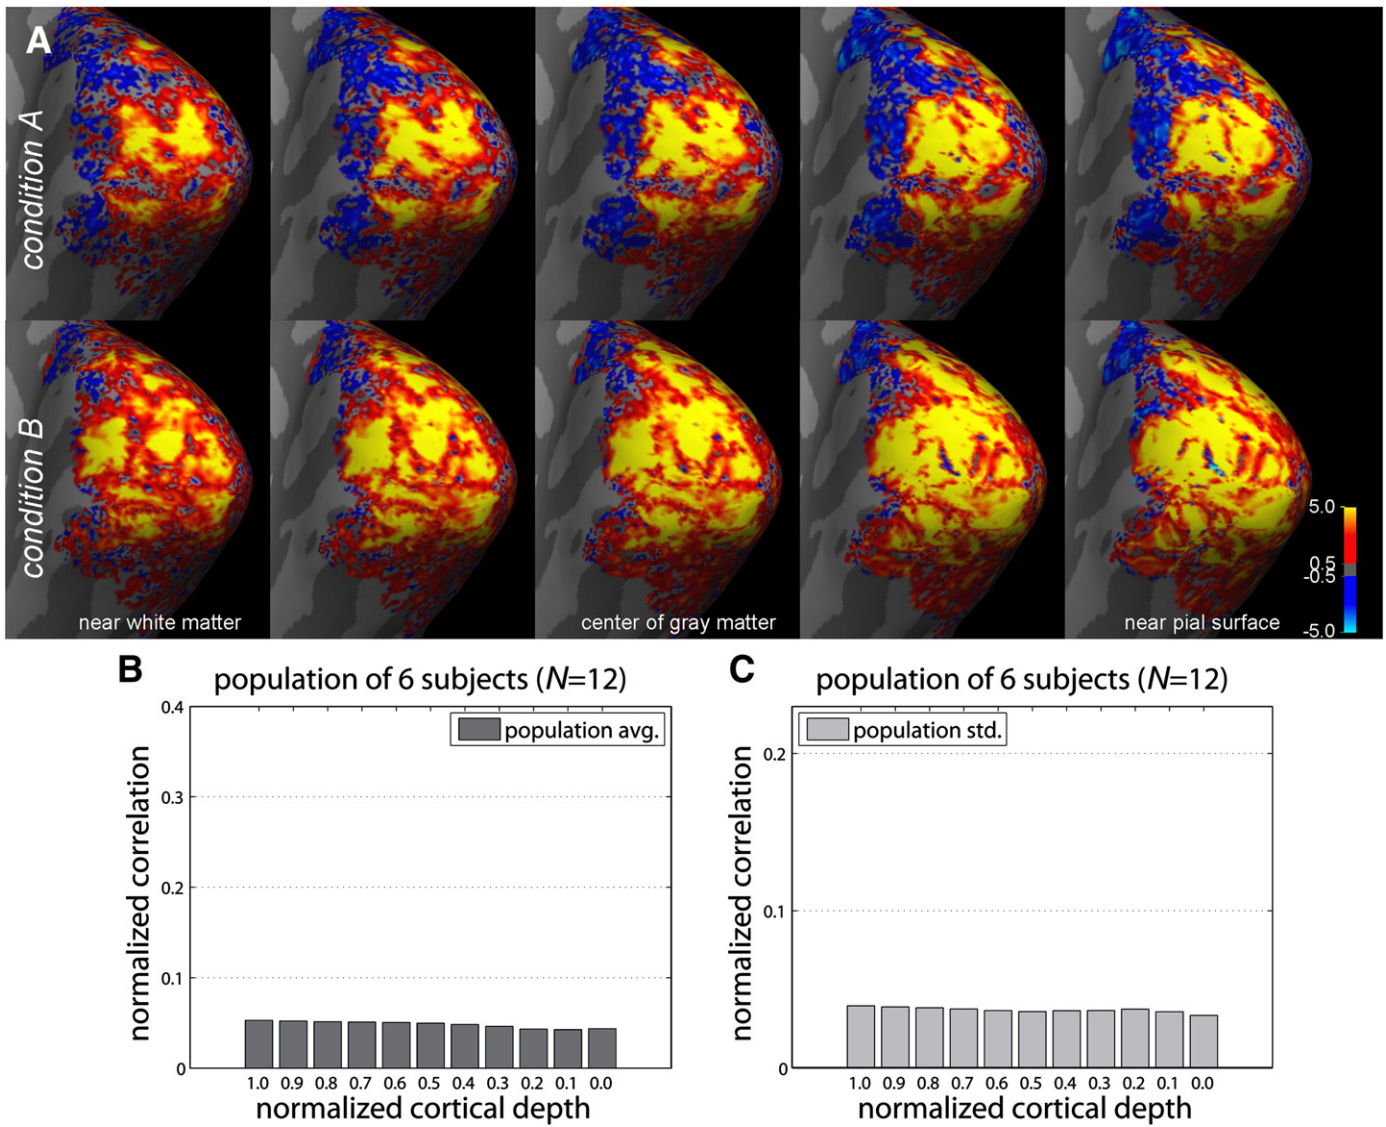 A
condition A
condition B
near white matter
center of gray matter
near pial surface
5.0
0.5
-0.5
-5.0
B
population of 6 subjects (N=12)
population avg.
normalized correlation
0.4
0.3
0.2
0.1
0
1.0 0.9 0.8 0.7 0.6 0.5 0.4 0.3 0.2 0.1 0.0
normalized cortical depth
C
population of 6 subjects (N=12)
population std.
normalized correlation
0.2
0.1
0
1.0 0.9 0.8 0.7 0.6 0.5 0.4 0.3 0.2 0.1 0.0
normalized cortical depth